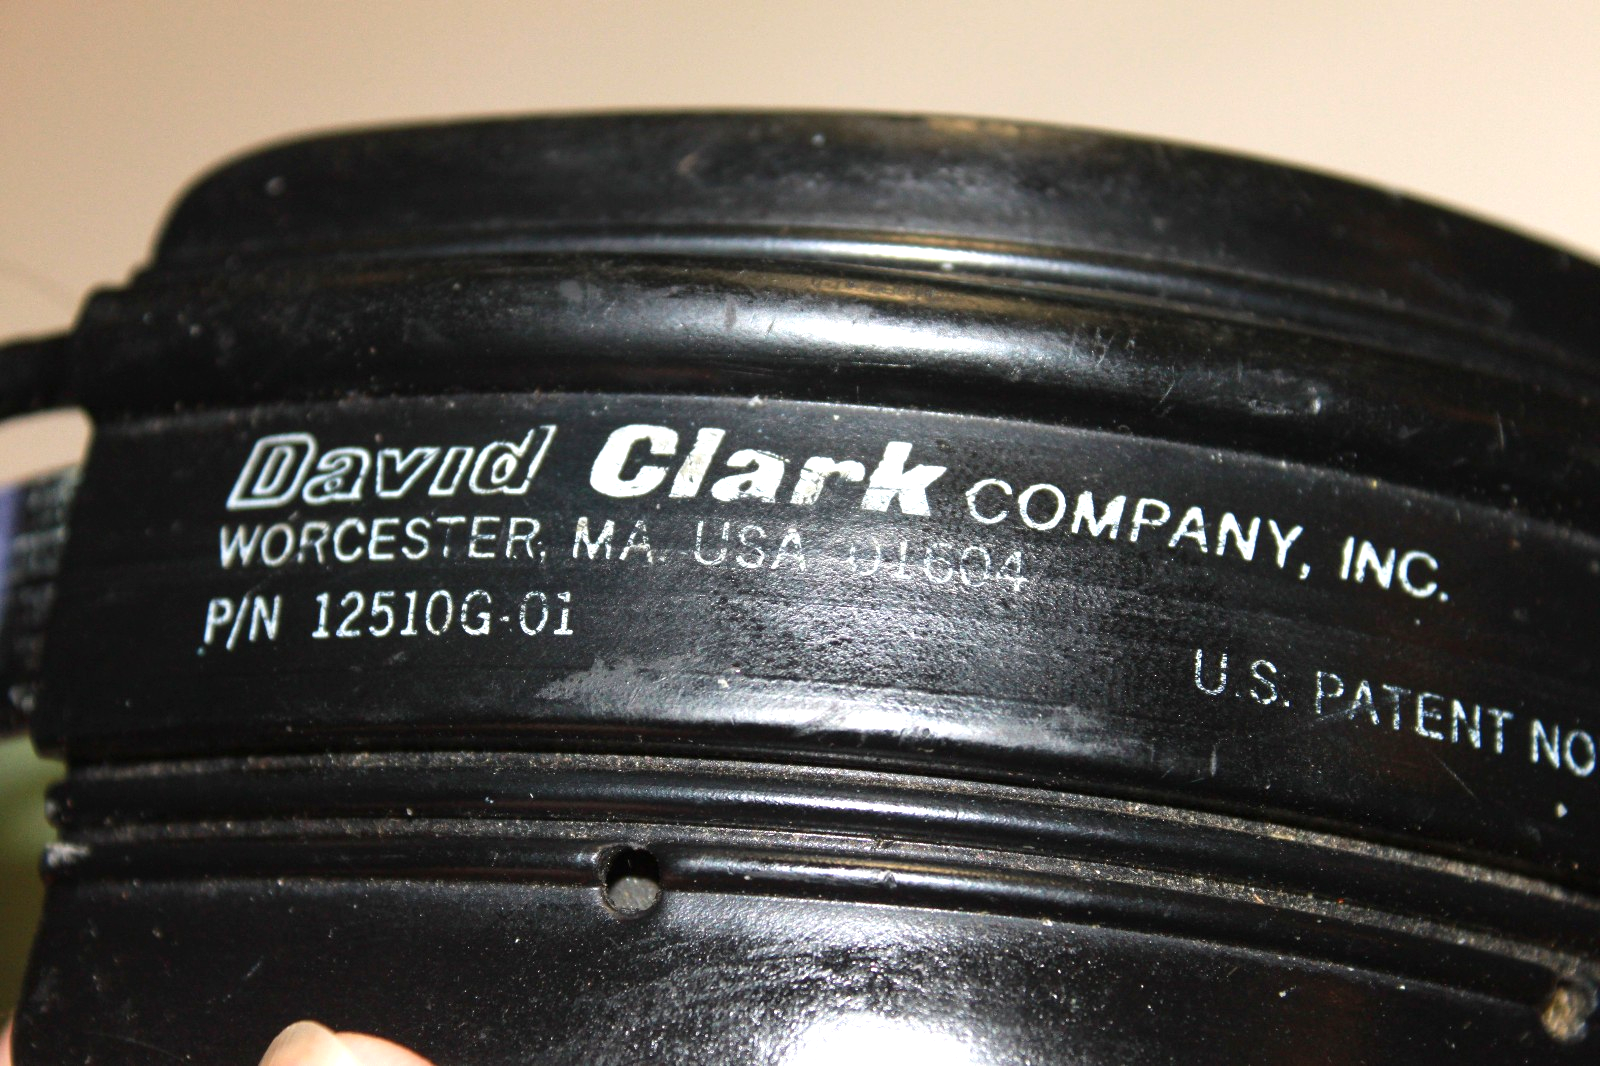 David Clark COMPANY, INC.
WORCESTER, MA. USA 01604
P/N 12510G-01
U.S. PATENT NO